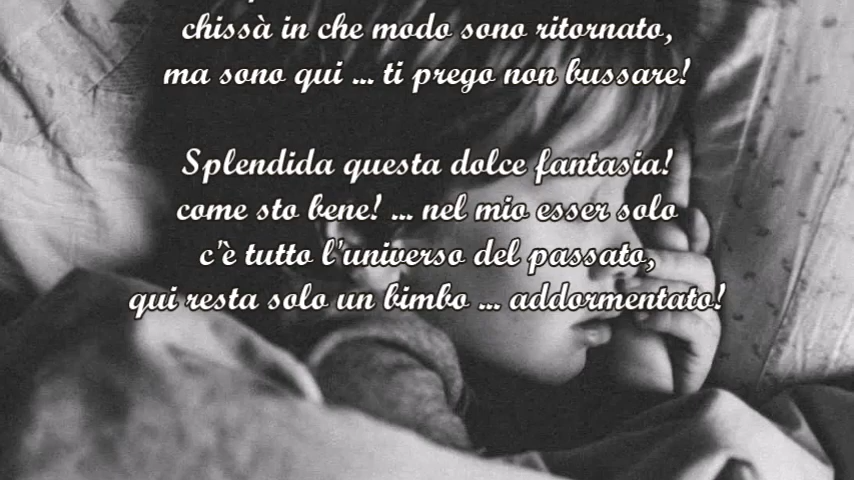 chissà in che modo sono ritornato,
ma sono qui ... ti prego non bussare!
Splendida questa dolce fantasia!
come sto bene! ... nel mio esser solo
c'è tutto l'universo del passato,
qui resta solo un bimbo ... addormentato!